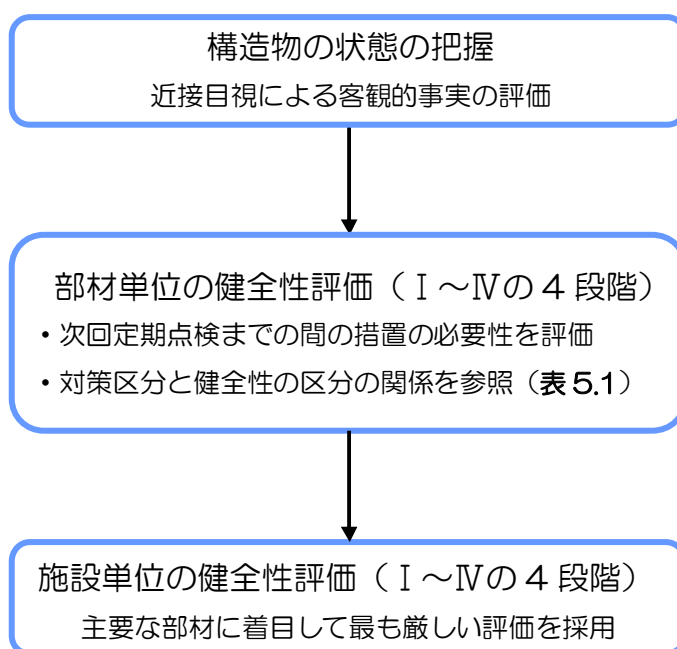 構造物の状態の把握
近接目視による客観的事実の評価
部材単位の健全性評価（Ⅰ～Ⅳの4段階）
・次回定期点検までの間の措置の必要性を評価
・対策区分と健全性の区分の関係を参照（表5.1）
施設単位の健全性評価（Ⅰ～Ⅳの4段階）
主要な部材に着目して最も厳しい評価を採用